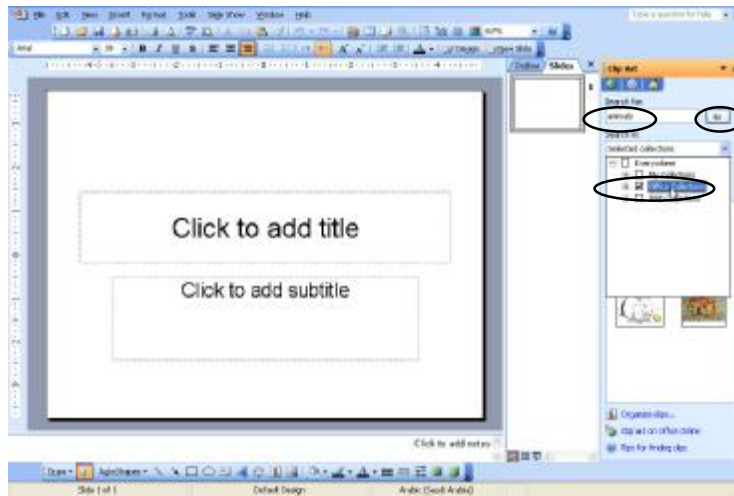 File Edit View Insert Format Tools Slide Show Window Help
Type a question for help
Arial
Design
Outline Slides
Clip Art
1
Search for:
animals
Go
Search in:
Selected collections
Everywhere
My Collections
Office Collections
Click to add title
Click to add subtitle
Organize clips...
Clip art on Office Online
Tips for finding clips
Click to add notes
Draw AutoShapes
Slide 1 of 1 Default Design Arabic (Saudi Arabia)